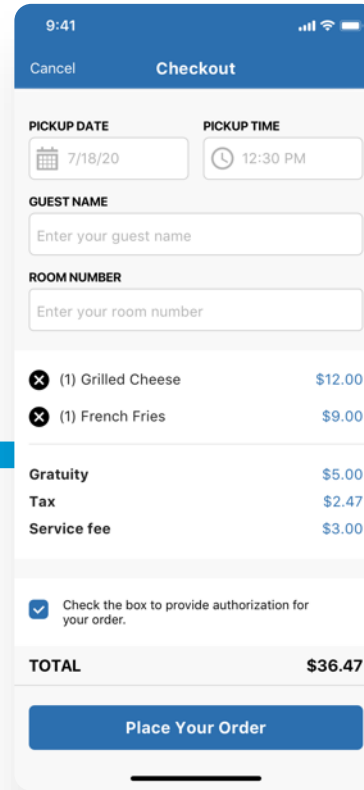 9:41
Cancel Checkout
PICKUP DATE PICKUP TIME
7/18/20 12:30 PM
GUEST NAME
Enter your guest name
ROOM NUMBER
Enter your room number
(1) Grilled Cheese $12.00
(1) French Fries $9.00
Gratuity $5.00
Tax $2.47
Service fee $3.00
Check the box to provide authorization for
your order.
TOTAL $36.47
Place Your Order